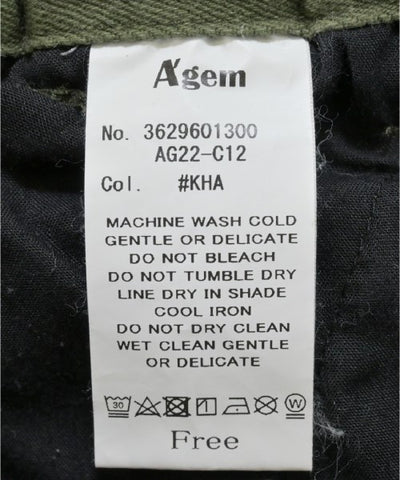 A'gem
No. 3629601300
AG22-C12
Col. #KHA
MACHINE WASH COLD
GENTLE OR DELICATE
DO NOT BLEACH
DO NOT TUMBLE DRY
LINE DRY IN SHADE
COOL IRON
DO NOT DRY CLEAN
WET CLEAN GENTLE
OR DELICATE
30 W
Free